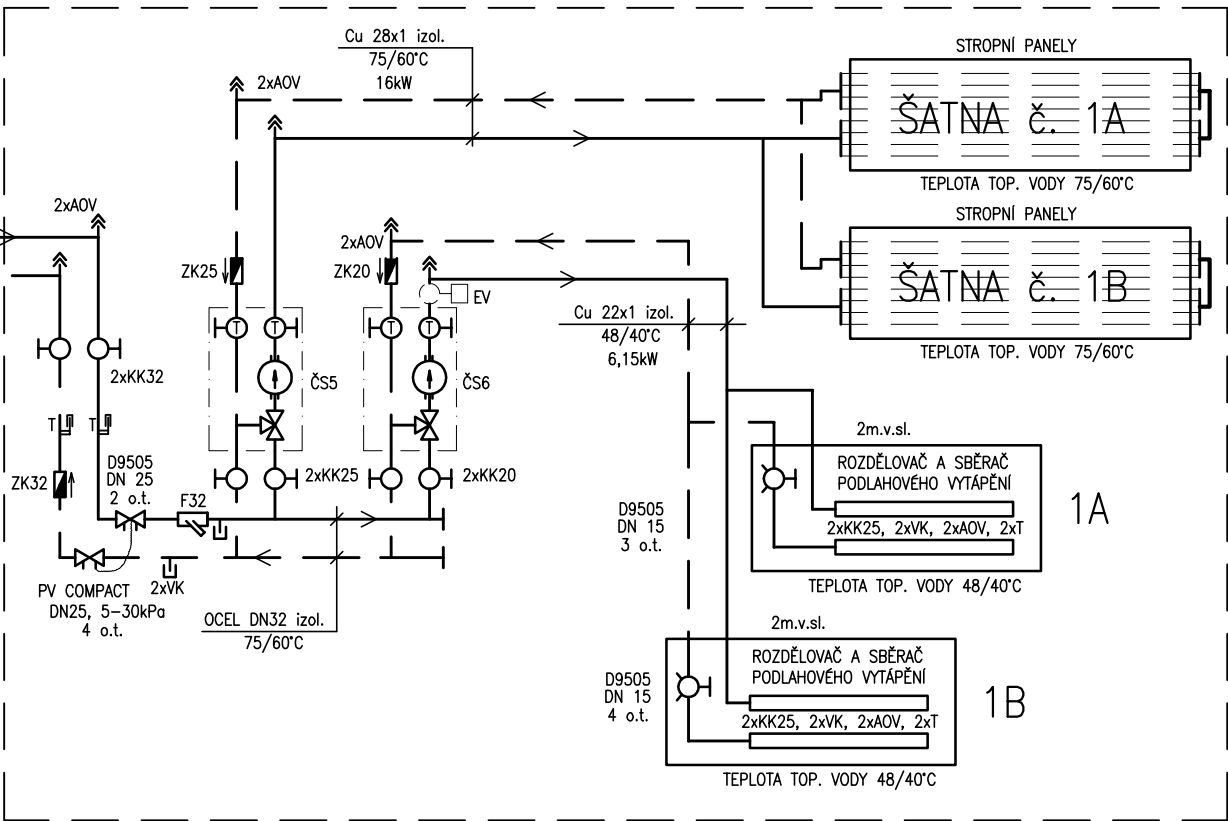 Cu 28x1 izol.
75/60°C
16kW
2xAOV
STROPNÍ PANELY
ŠATNA č. 1A
TEPLOTA TOP. VODY 75/60°C
STROPNÍ PANELY
ŠATNA č. 1B
TEPLOTA TOP. VODY 75/60°C
2xAOV
2xAOV
ZK25
ZK20
EV
Cu 22x1 izol.
48/40°C
6,15kW
T
T
T
T
2xKK32
ČS5
ČS6
T
T
ZK32
D9505
DN 25
2 o.t.
F32
2xKK25
2xKK20
PV COMPACT
DN25, 5-30kPa
4 o.t.
2xVK
OCEL DN32 izol.
75/60°C
D9505
DN 15
3 o.t.
2m.v.sl.
ROZDĚLOVAČ A SBĚRAČ
PODLAHOVÉHO VYTÁPĚNÍ
2xKK25, 2xVK, 2xAOV, 2xT
1A
TEPLOTA TOP. VODY 48/40°C
D9505
DN 15
4 o.t.
2m.v.sl.
ROZDĚLOVAČ A SBĚRAČ
PODLAHOVÉHO VYTÁPĚNÍ
2xKK25, 2xVK, 2xAOV, 2xT
1B
TEPLOTA TOP. VODY 48/40°C